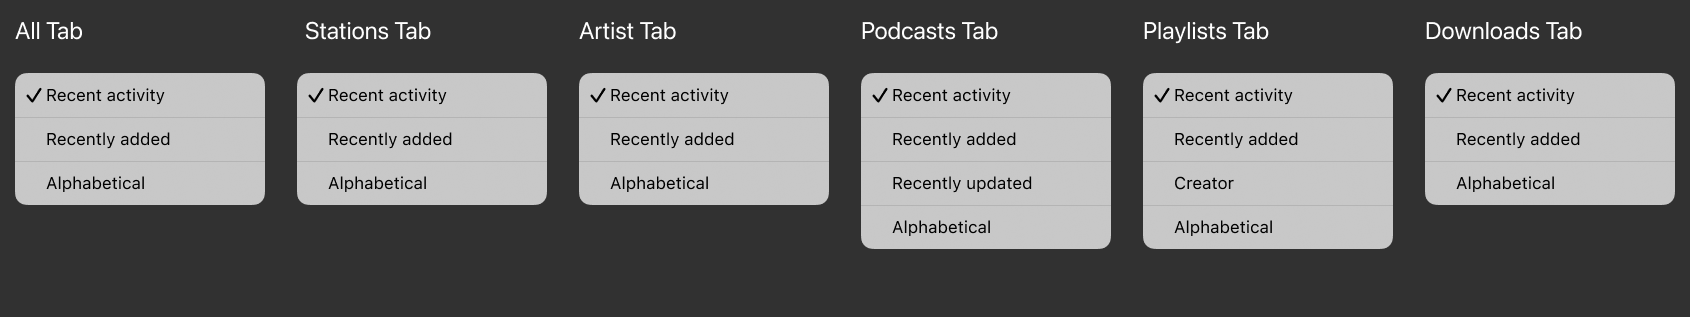 All Tab
Recent activity
Recently added
Alphabetical
Stations Tab
Recent activity
Recently added
Alphabetical
Artist Tab
Recent activity
Recently added
Alphabetical
Podcasts Tab
Recent activity
Recently added
Recently updated
Alphabetical
Playlists Tab
Recent activity
Recently added
Creator
Alphabetical
Downloads Tab
Recent activity
Recently added
Alphabetical